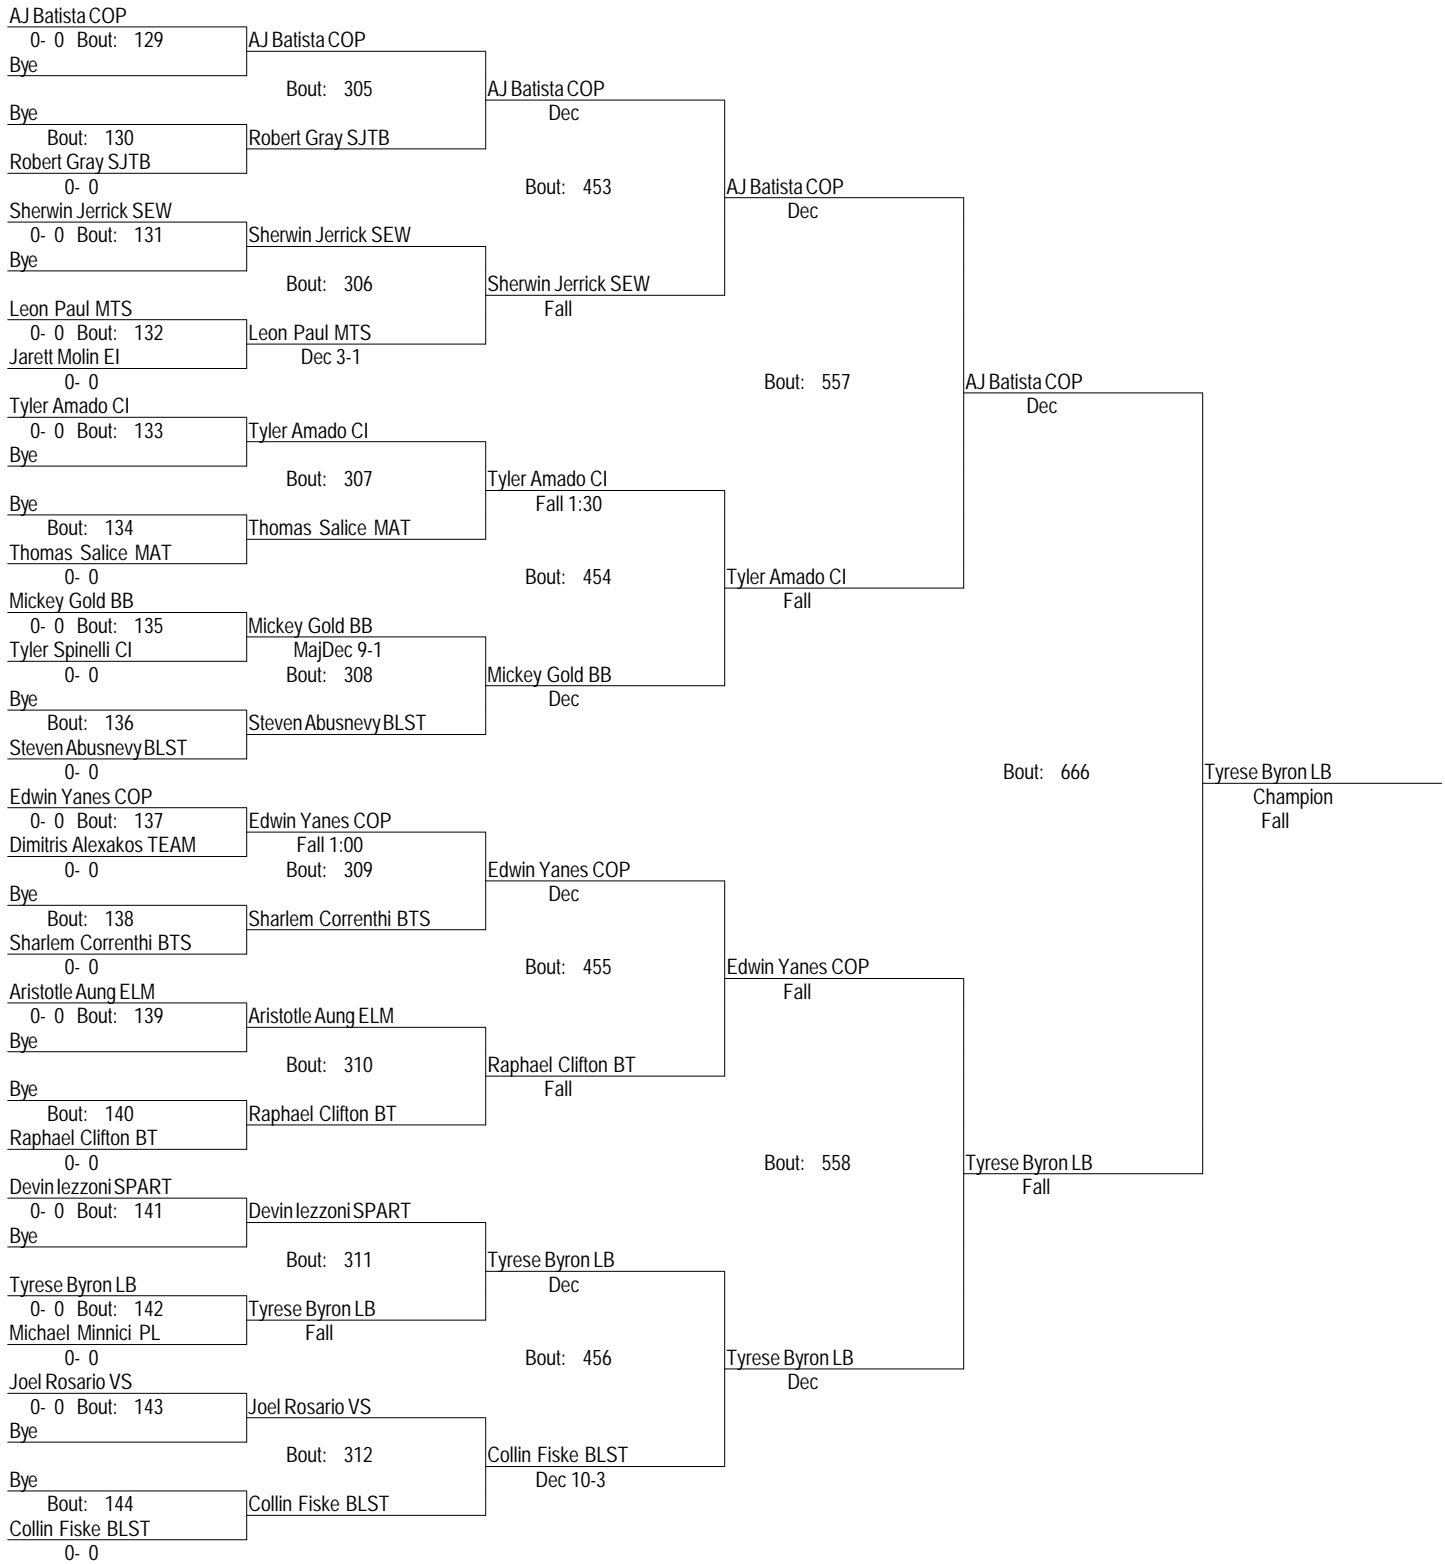 AJ Batista COP
0- 0 Bout: 129
Bye
Bye
Bout: 130
Robert Gray SJTB
0- 0
Sherwin Jerrick SEW
0- 0 Bout: 131
Bye
Leon Paul MTS
0- 0 Bout: 132
Jarett Molin EI
0- 0
Tyler Amado CI
0- 0 Bout: 133
Bye
Bye
Bout: 134
Thomas Salice MAT
0- 0
Mickey Gold BB
0- 0 Bout: 135
Tyler Spinelli CI
0- 0
Bye
Bout: 136
Steven Abusnevy BLST
0- 0
Edwin Yanes COP
0- 0 Bout: 137
Dimitris Alexakos TEAM
0- 0
Bye
Bout: 138
Sharlem Correnthi BTS
0- 0
Aristotle Aung ELM
0- 0 Bout: 139
Bye
Bye
Bout: 140
Raphael Clifton BT
0- 0
Devin Iezzoni SPART
0- 0 Bout: 141
Bye
Tyrese Byron LB
0- 0 Bout: 142
Michael Minnici PL
0- 0
Joel Rosario VS
0- 0 Bout: 143
Bye
Bye
Bout: 144
Collin Fiske BLST
0- 0
AJ Batista COP
Bout: 305
Robert Gray SJTB
Sherwin Jerrick SEW
Bout: 306
Leon Paul MTS
Dec 3-1
Tyler Amado CI
Bout: 307
Thomas Salice MAT
Mickey Gold BB
MajDec 9-1
Bout: 308
Steven Abusnevy BLST
Edwin Yanes COP
Fall 1:00
Bout: 309
Sharlem Correnthi BTS
Aristotle Aung ELM
Bout: 310
Raphael Clifton BT
Devin Iezzoni SPART
Bout: 311
Tyrese Byron LB
Fall
Joel Rosario VS
Bout: 312
Collin Fiske BLST
AJ Batista COP
Dec
Bout: 453
Sherwin Jerrick SEW
Fall
Tyler Amado CI
Fall 1:30
Bout: 454
Mickey Gold BB
Dec
Edwin Yanes COP
Dec
Bout: 455
Raphael Clifton BT
Fall
Tyrese Byron LB
Dec
Bout: 456
Collin Fiske BLST
Dec 10-3
AJ Batista COP
Dec
Bout: 557
Tyler Amado CI
Fall
Edwin Yanes COP
Fall
Bout: 558
Tyrese Byron LB
Dec
AJ Batista COP
Dec
Bout: 666
Tyrese Byron LB
Fall
Tyrese Byron LB
Champion
Fall